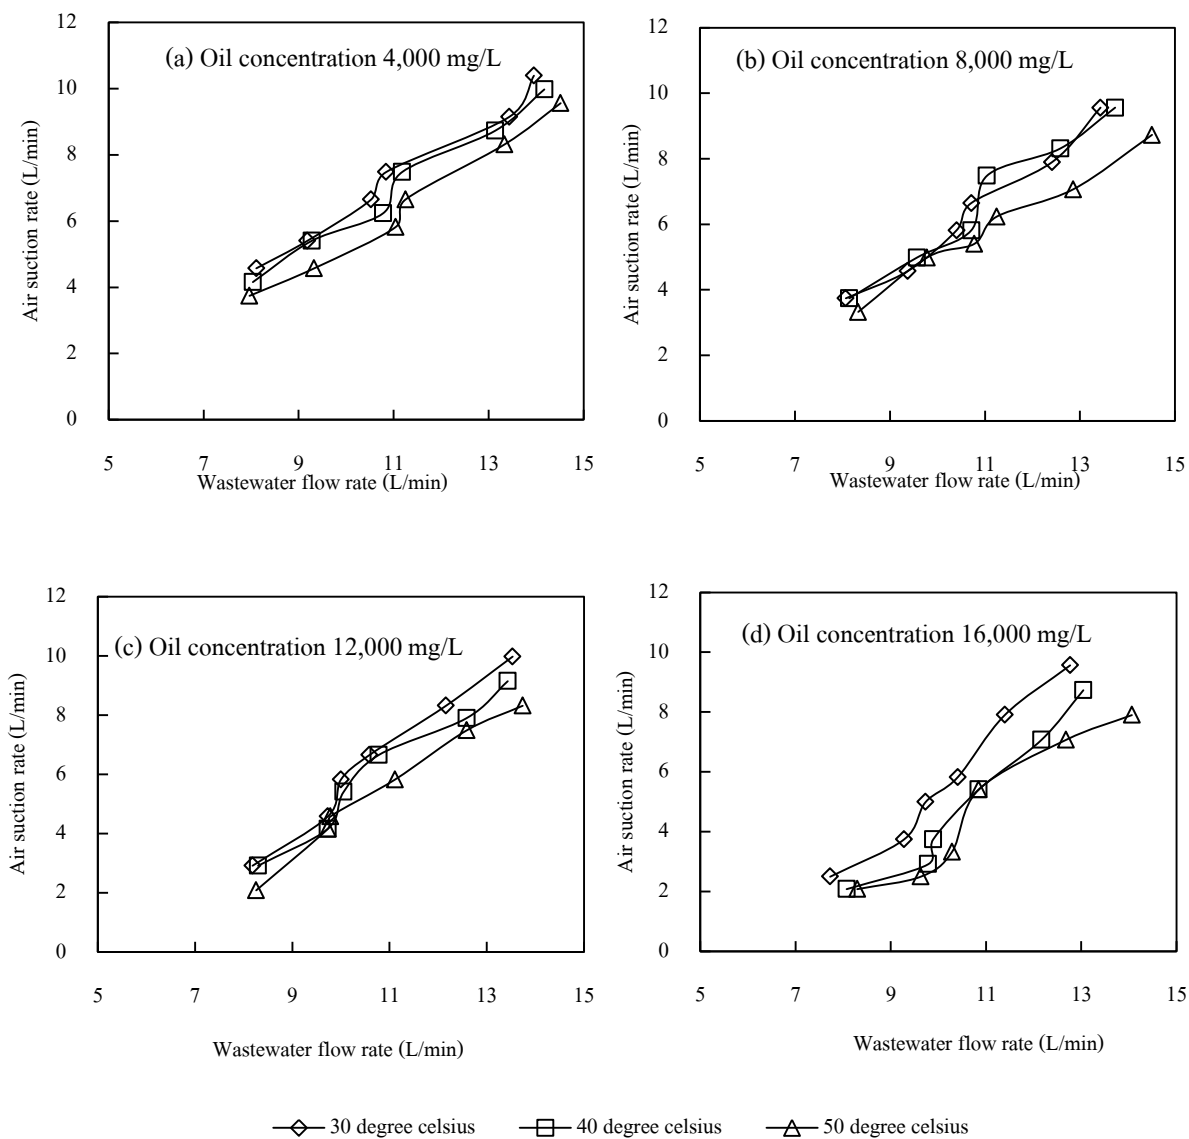 (a) Oil concentration 4,000 mg/L
Air suction rate (L/min)
12
10
8
6
4
2
0
5 7 9 11 13 15
Wastewater flow rate (L/min)
(b) Oil concentration 8,000 mg/L
Air suction rate (L/min)
12
10
8
6
4
2
0
5 7 9 11 13 15
Wastewater flow rate (L/min)
(c) Oil concentration 12,000 mg/L
Air suction rate (L/min)
12
10
8
6
4
2
0
5 7 9 11 13 15
Wastewater flow rate (L/min)
(d) Oil concentration 16,000 mg/L
Air suction rate (L/min)
12
10
8
6
4
2
0
5 7 9 11 13 15
Wastewater flow rate (L/min)
30 degree celsius 40 degree celsius 50 degree celsius